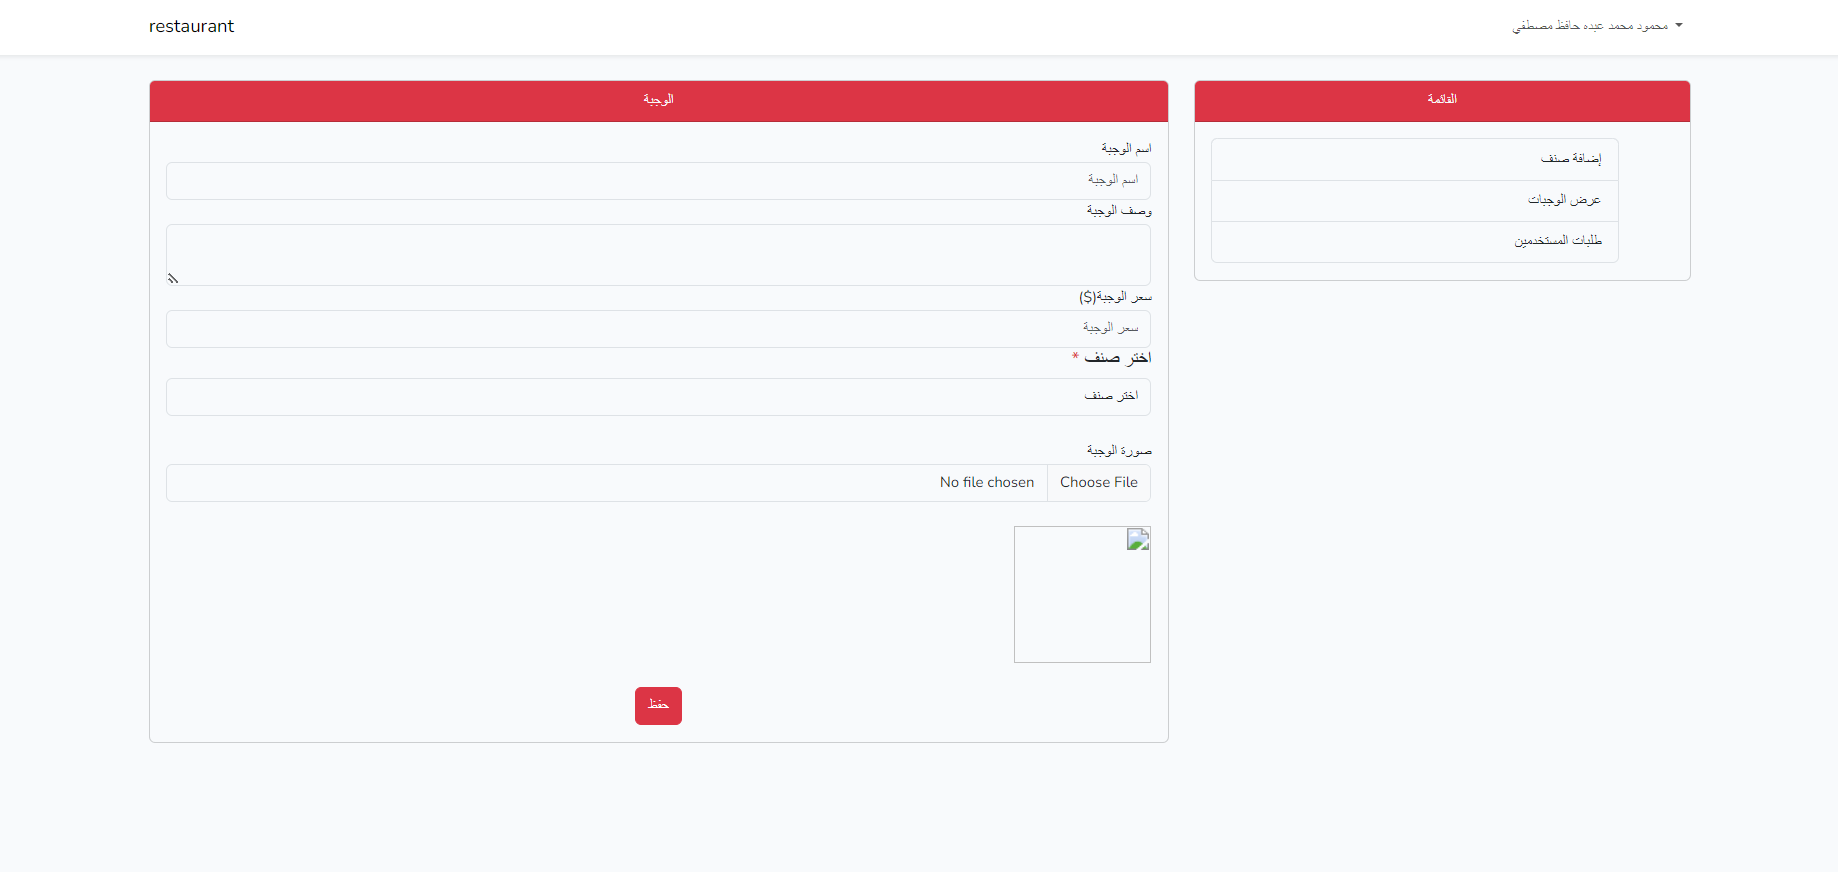 restaurant
محمود محمد عبده حافظ مصطفي
القائمة
إضافة صنف
عرض الوجبات
طلبات المستخدمين
الوجبة
اسم الوجبة
اسم الوجبة
وصف الوجبة
سعر الوجبة($)
سعر الوجبة
اختر صنف *
اختر صنف
صورة الوجبة
Choose File No file chosen
حفظ